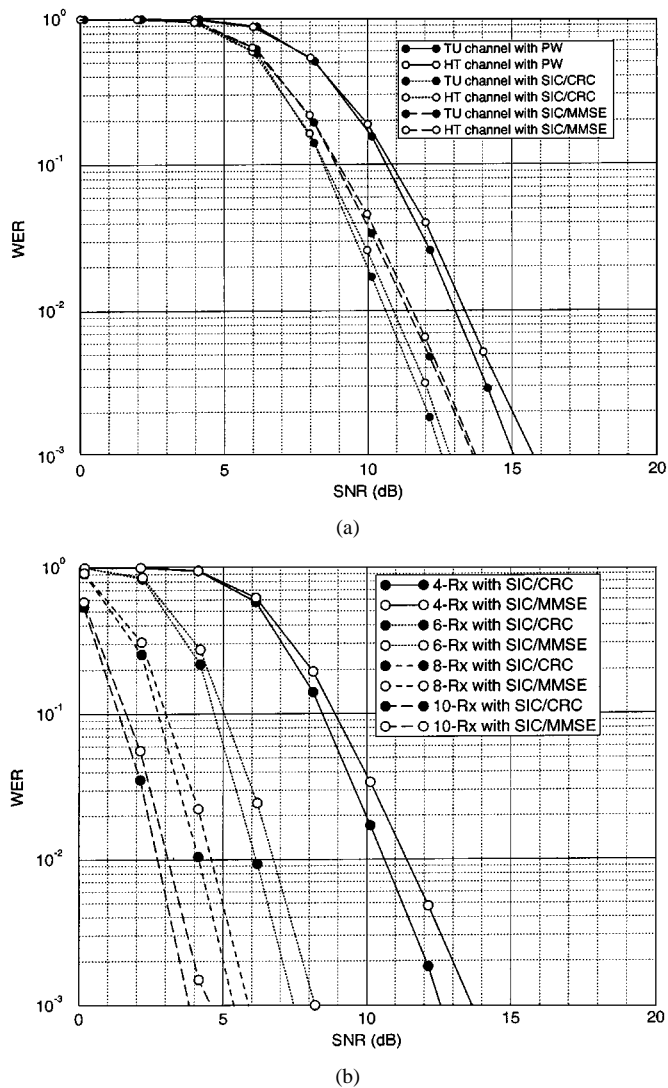 10⁰
10⁻¹
10⁻²
10⁻³
WER
TU channel with PW
HT channel with PW
TU channel with SIC/CRC
HT channel with SIC/CRC
TU channel with SIC/MMSE
HT channel with SIC/MMSE
0 5 10 15 20
SNR (dB)
(a)
10⁰
10⁻¹
10⁻²
10⁻³
WER
4-Rx with SIC/CRC
4-Rx with SIC/MMSE
6-Rx with SIC/CRC
6-Rx with SIC/MMSE
8-Rx with SIC/CRC
8-Rx with SIC/MMSE
10-Rx with SIC/CRC
10-Rx with SIC/MMSE
0 5 10 15 20
SNR (dB)
(b)